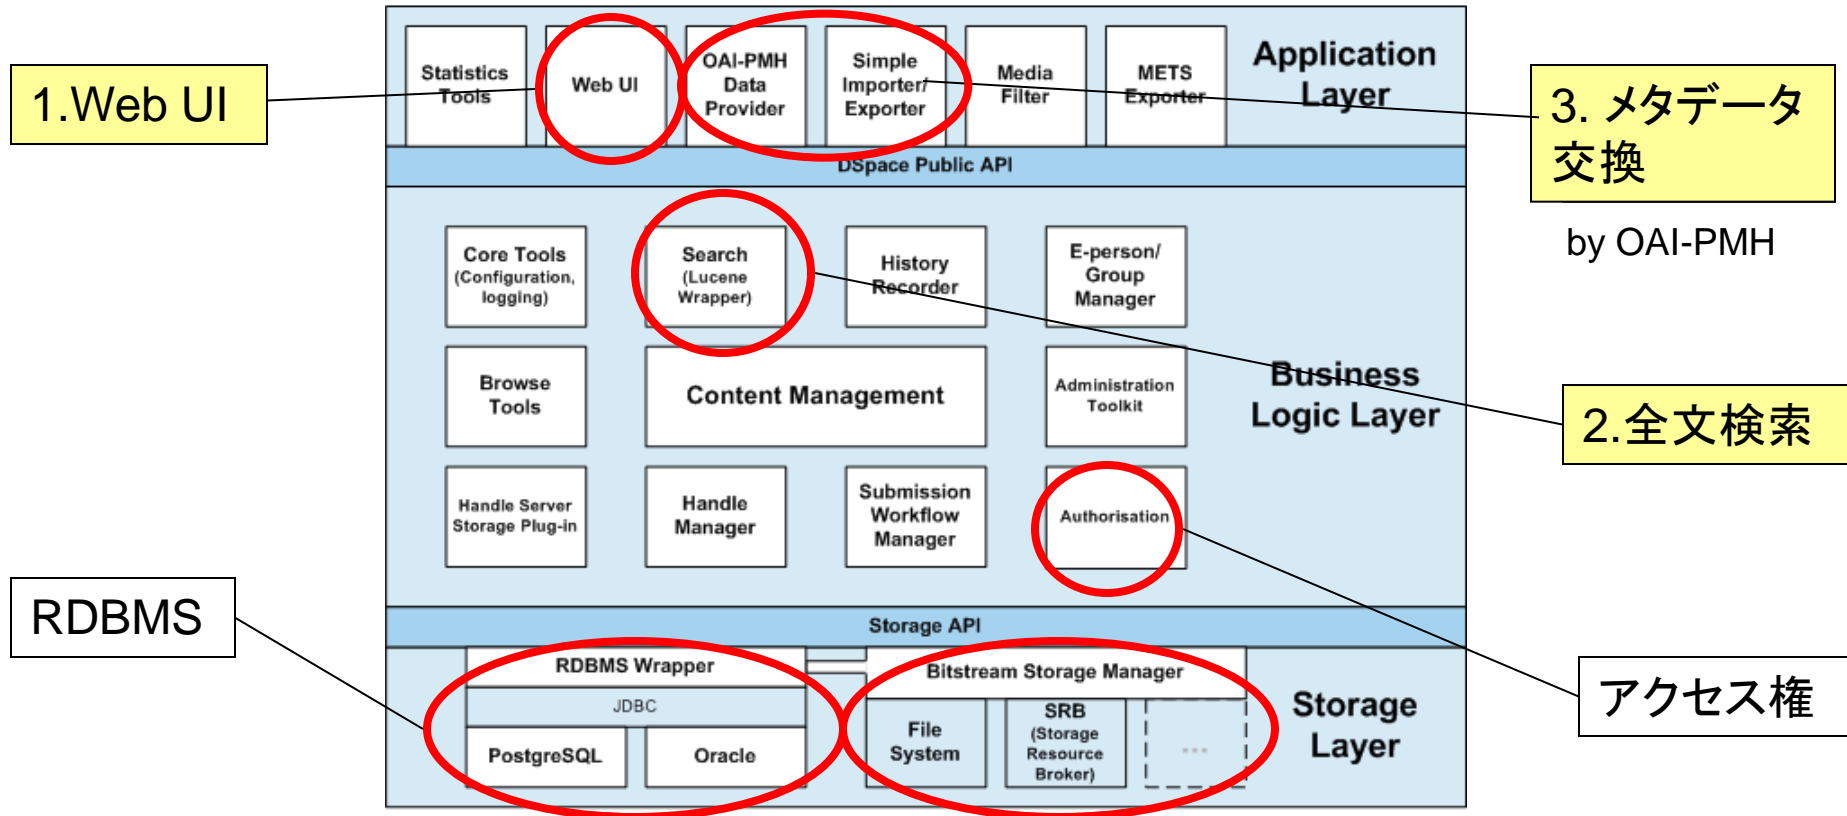 1.Web UI
RDBMS
Statistics
Tools
Web UI
OAI-PMH
Data
Provider
Simple
Importer/
Exporter
Media
Filter
METS
Exporter
Application
Layer
DSpace Public API
Core Tools
(Configuration,
logging)
Search
(Lucene
Wrapper)
History
Recorder
E-person/
Group
Manager
Browse
Tools
Content Management
Administration
Toolkit
Business
Logic Layer
Handle Server
Storage Plug-in
Handle
Manager
Submission
Workflow
Manager
Authorisation
Storage API
RDBMS Wrapper
JDBC
PostgreSQL
Oracle
Bitstream Storage Manager
File
System
SRB
(Storage
Resource
Broker)
...
Storage
Layer
3. メタデータ
交換
by OAI-PMH
2.全文検索
アクセス権